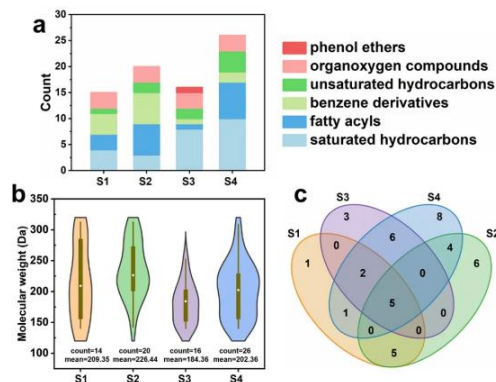 a
Count
30
25
20
15
10
5
0
S1 S2 S3 S4
phenol ethers
organoxygen compounds
unsaturated hydrocarbons
benzene derivatives
fatty acyls
saturated hydrocarbons
b
Molecular weight (Da)
350
300
250
200
150
100
count=14 count=20 count=16 count=26
mean=209.35 mean=226.44 mean=184.36 mean=202.36
S1 S2 S3 S4
c
S3 S4
S1 S2
3 8
0 6 4
1 2 0 6
5
1 0 0 0
5